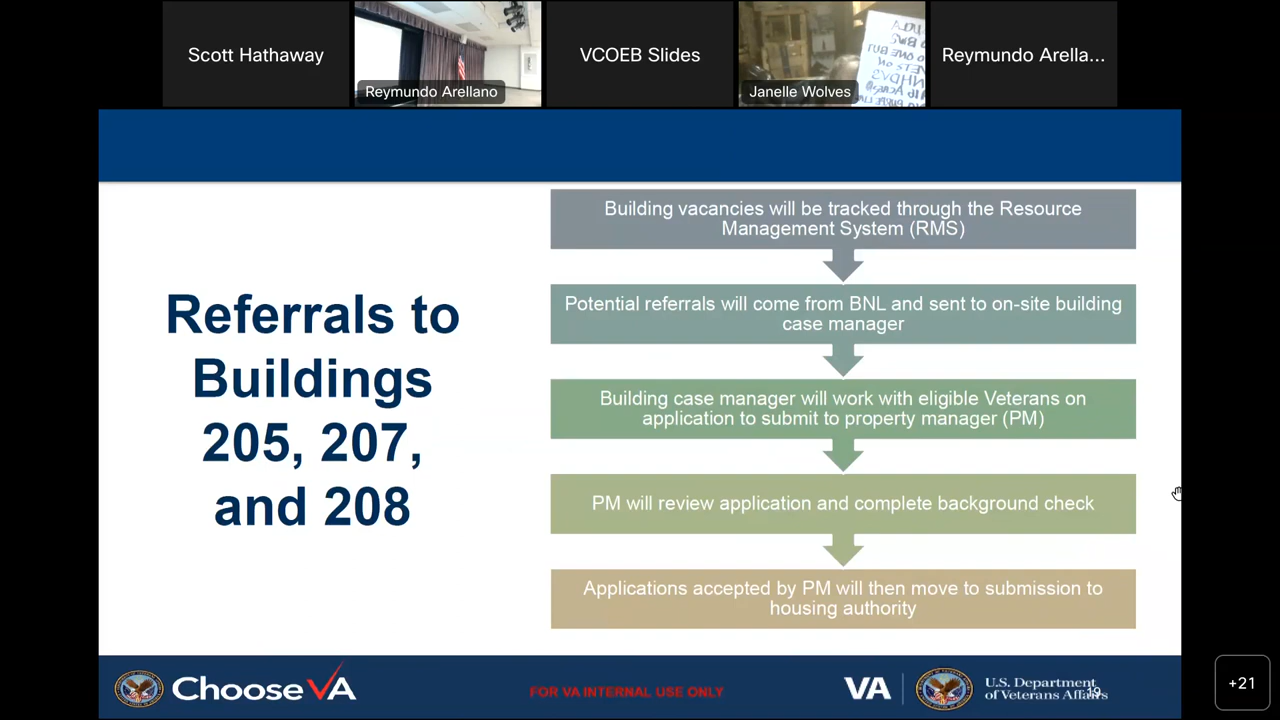 Scott Hathaway
Reymundo Arellano
VCOEB Slides
Janelle Wolves
Reymundo Arella...
Building vacancies will be tracked through the Resource
Management System (RMS)
Potential referrals will come from BNL and sent to on-site building
case manager
Referrals to
Buildings
205, 207,
and 208
Building case manager will work with eligible Veterans on
application to submit to property manager (PM)
PM will review application and complete background check
Applications accepted by PM will then move to submission to
housing authority
ChooseVA
FOR VA INTERNAL USE ONLY
VA
U.S. Department
of Veterans Affairs
19
+21